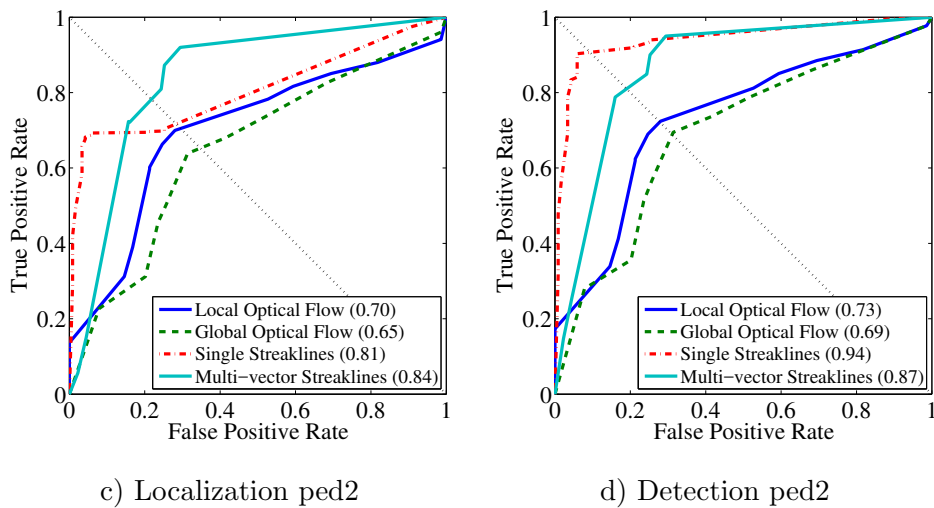 1
0.8
0.6
0.4
0.2
0
True Positive Rate
Local Optical Flow (0.70)
Global Optical Flow (0.65)
Single Streaklines (0.81)
Multi−vector Streaklines (0.84)
0 0.2 0.4 0.6 0.8 1
False Positive Rate
c) Localization ped2
1
0.8
0.6
0.4
0.2
0
True Positive Rate
Local Optical Flow (0.73)
Global Optical Flow (0.69)
Single Streaklines (0.94)
Multi−vector Streaklines (0.87)
0 0.2 0.4 0.6 0.8 1
False Positive Rate
d) Detection ped2